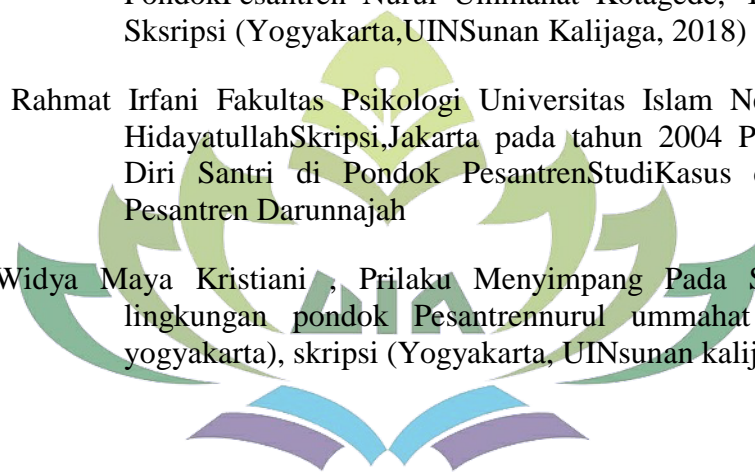 PondokPesantren Nurul Ummahat Kotagede,
Sksripsi (Yogyakarta,UINSunan Kalijaga, 2018)
Rahmat Irfani Fakultas Psikologi Universitas Islam
HidayatullahSkripsi,Jakarta pada tahun 2004
Diri Santri di Pondok PesantrenStudiKasus
Pesantren Darunnajah
Widya Maya Kristiani , Prilaku Menyimpang Pada
lingkungan pondok Pesantrennurul ummahat
yogyakarta), skripsi (Yogyakarta, UINsunan